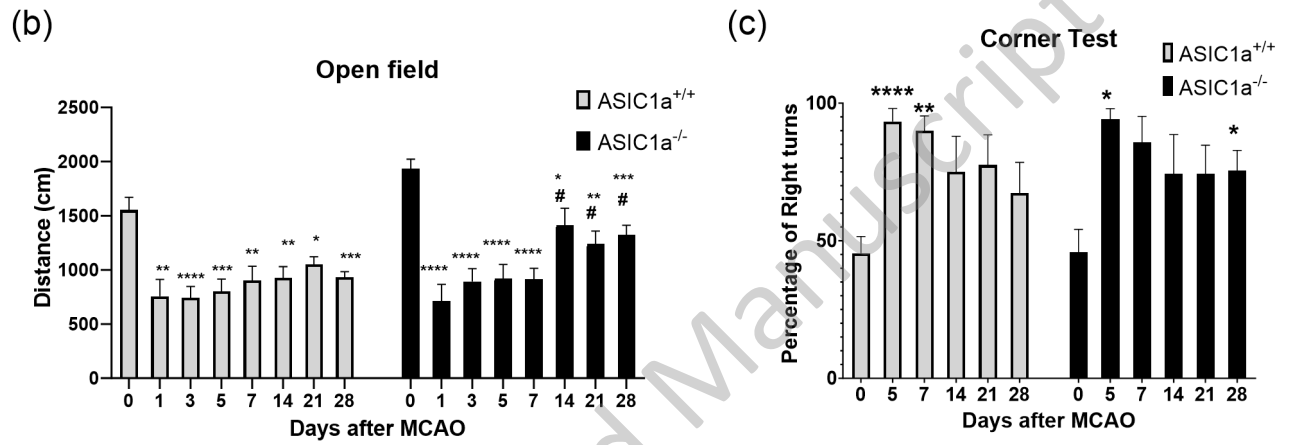 (b)
Open field
ASIC1a+/+
ASIC1a-/-
Distance (cm)
2500
2000
1500
1000
500
0
** **** *** ** ** * ***
**** *** **** **** * ** ***
# # #
0 1 3 5 7 14 21 28
0 1 3 5 7 14 21 28
Days after MCAO
(c)
Corner Test
ASIC1a+/+
ASIC1a-/-
Percentage of Right turns
100
50
0
**** **
* *
0 5 7 14 21 28
0 5 7 14 21 28
Days after MCAO
d Manuscript